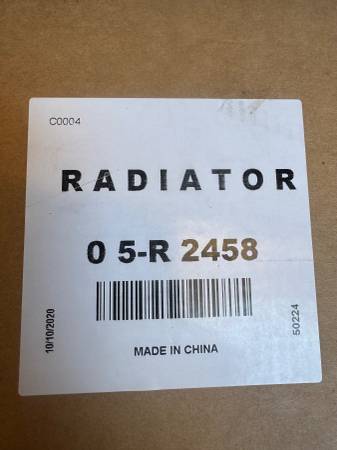 C0004
RADIATOR
0 5-R 2458
10/10/2020
50224
MADE IN CHINA